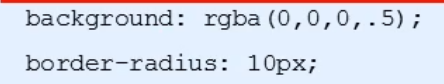 background: rgba(0,0,0,.5);
border-radius: 10px;